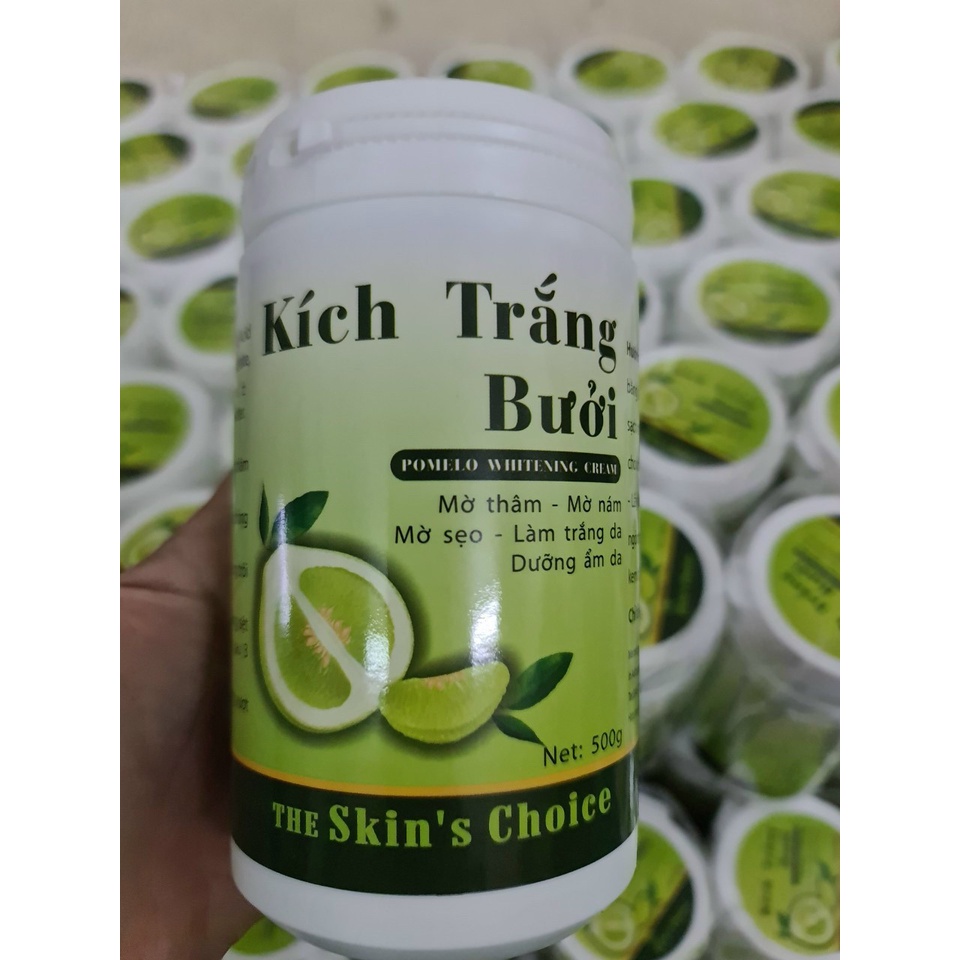 Kích Trắng
Bưởi
POMELO WHITENING CREAM
Mờ thâm - Mờ nám
Mờ sẹo - Làm trắng da
Dưỡng ẩm da
Net: 500g
THE Skin's Choice